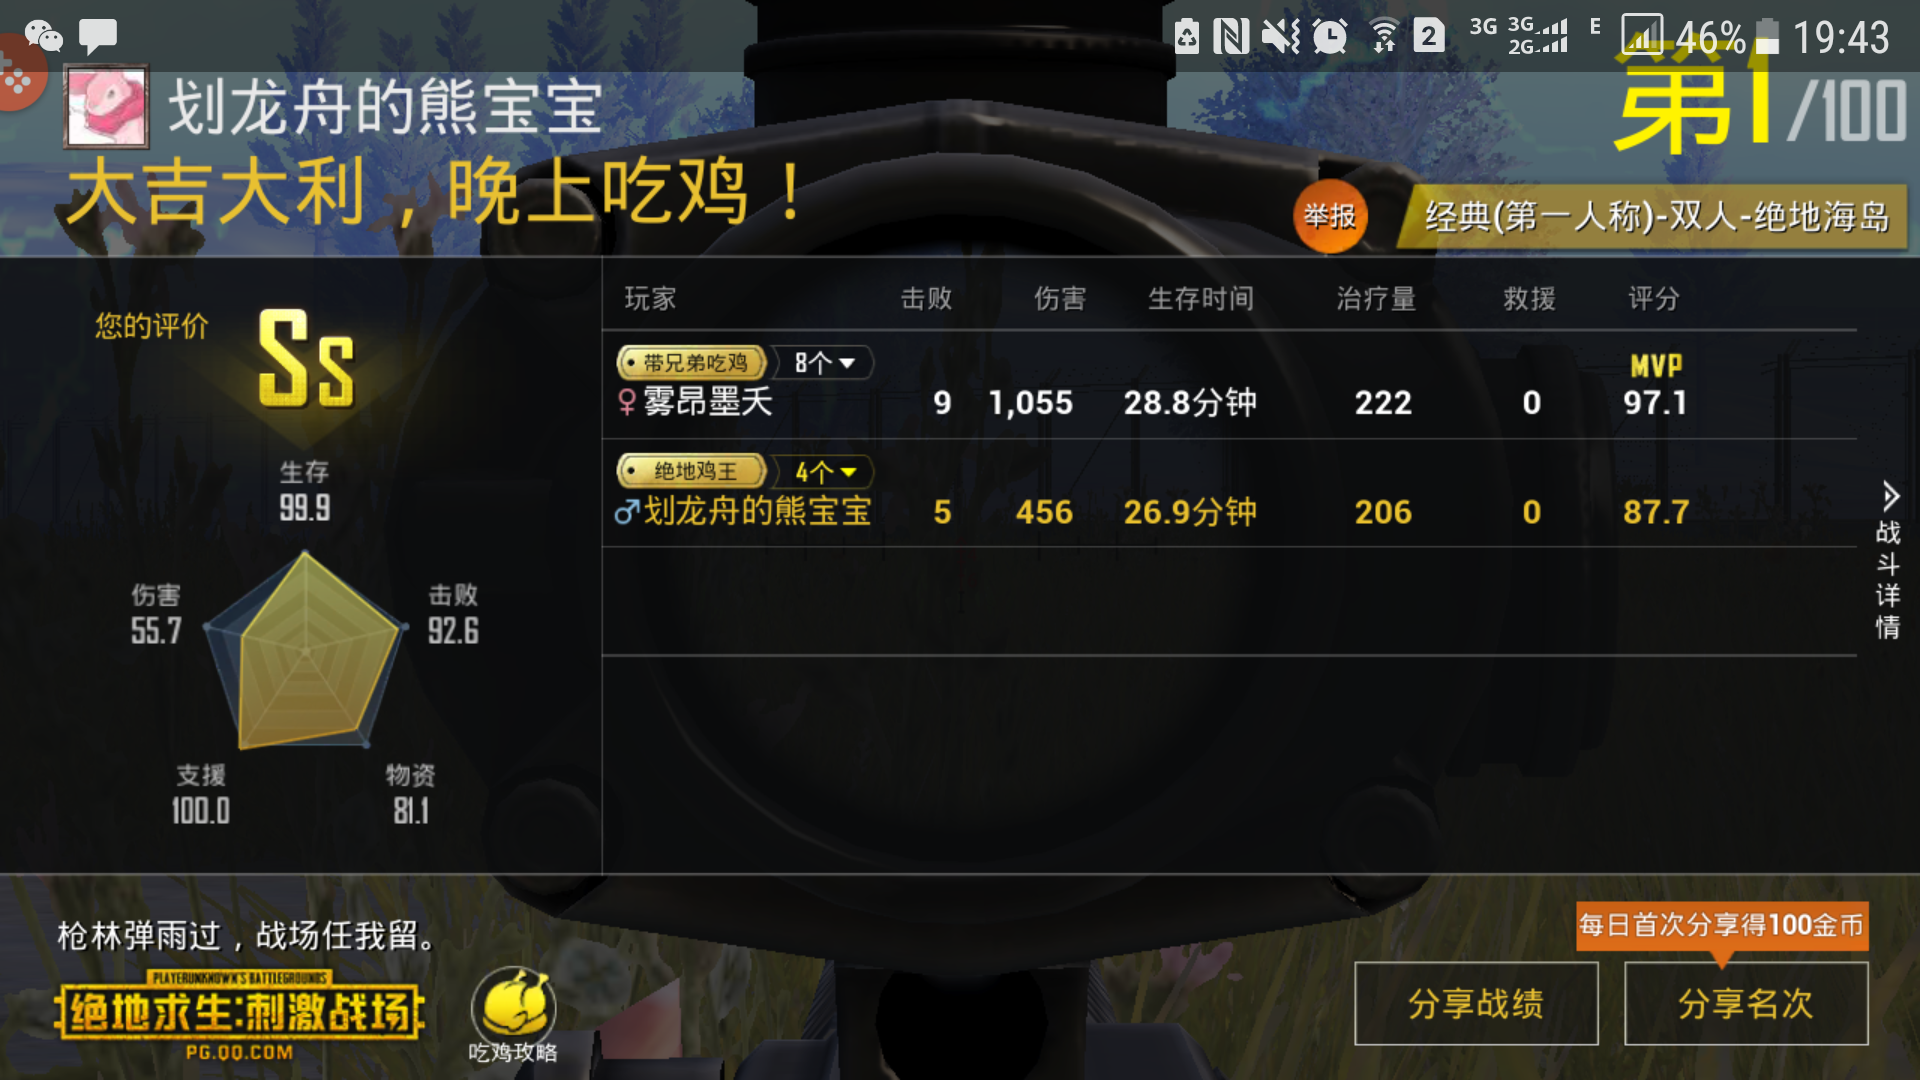 2 3G 3G 2G E 46% 19:43
划龙舟的熊宝宝
第1/100
大吉大利，晚上吃鸡！
举报
经典(第一人称)-双人-绝地海岛
您的评价
SS
生存
99.9
伤害
55.7
击败
92.6
支援
100.0
物资
81.1
玩家 击败 伤害 生存时间 治疗量 救援 评分
带兄弟吃鸡 8个 MVP
雾昂墨夭 9 1,055 28.8分钟 222 0 97.1
绝地鸡王 4个
划龙舟的熊宝宝 5 456 26.9分钟 206 0 87.7
战斗详情
枪林弹雨过，战场任我留。
PLAYERUNKNOWN'S BATTLEGROUNDS
绝地求生:刺激战场
PG.QQ.COM
吃鸡攻略
每日首次分享得100金币
分享战绩
分享名次